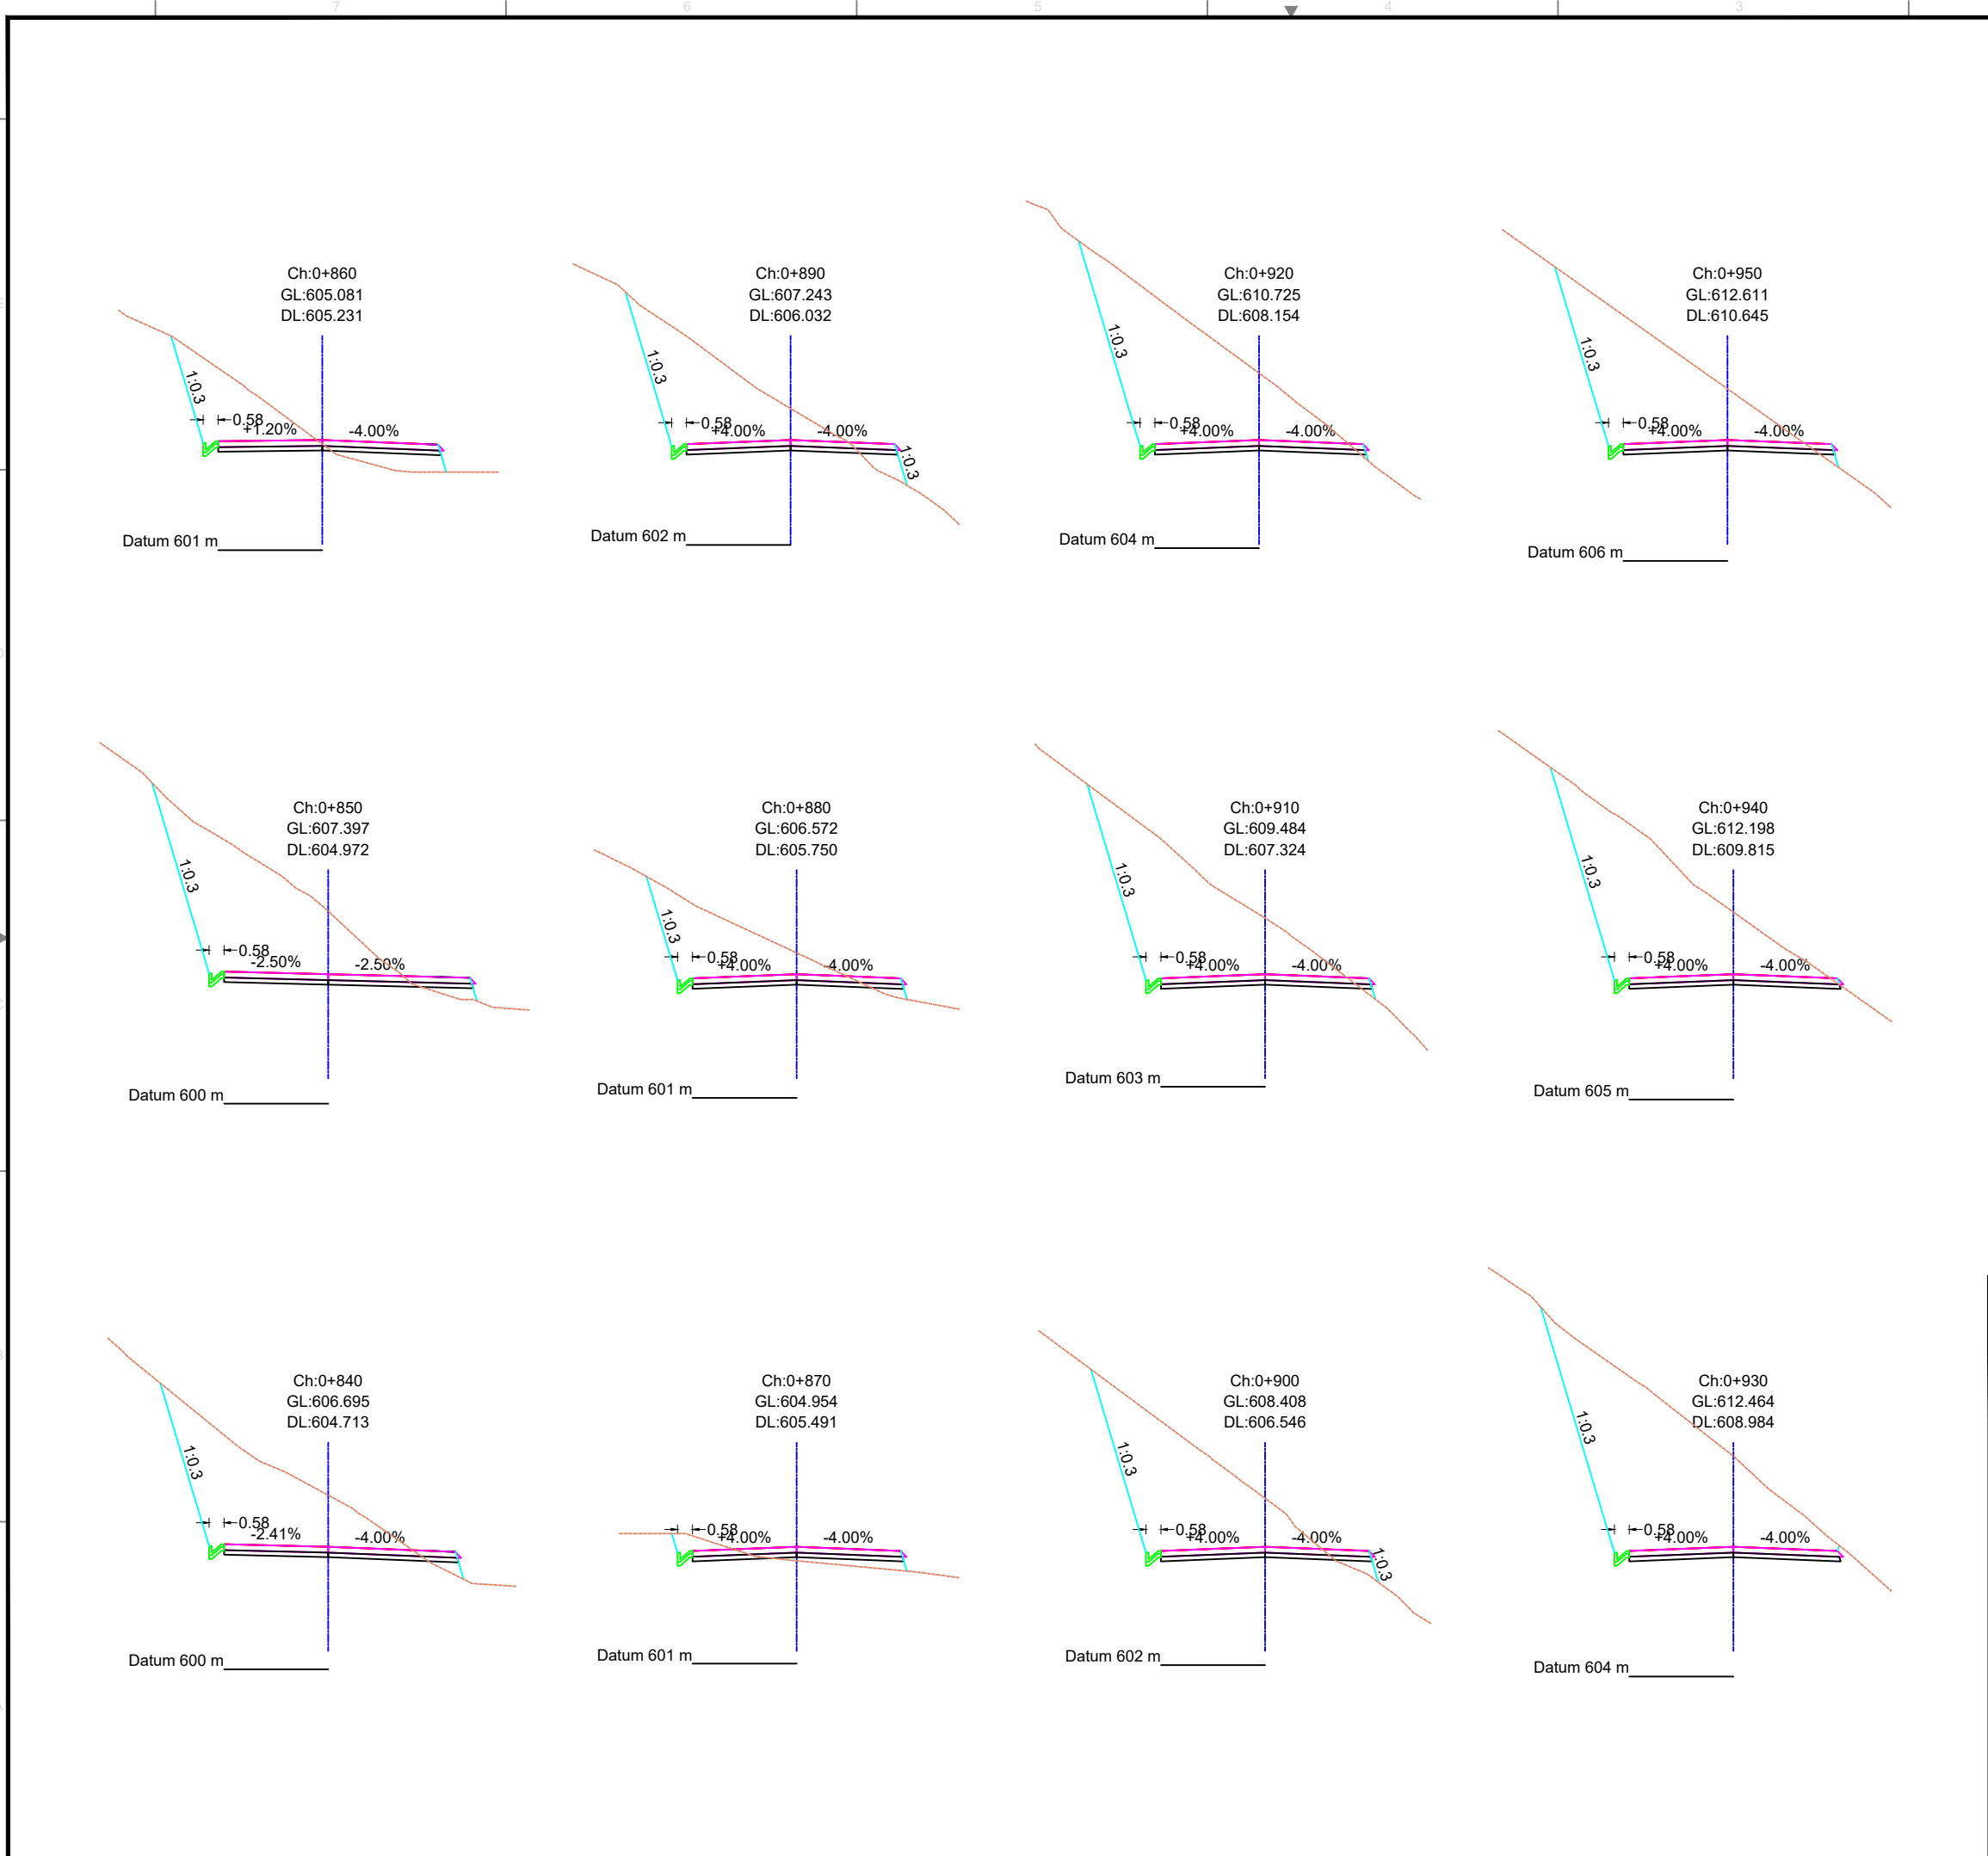 7 6 5 4 3
Ch:0+860
GL:605.081
DL:605.231
1:0.3
0.58
+1.20%
-4.00%
Datum 601 m
Ch:0+890
GL:607.243
DL:606.032
1:0.3
0.58
+4.00%
-4.00%
1:0.3
Datum 602 m
Ch:0+920
GL:610.725
DL:608.154
1:0.3
0.58
+4.00%
-4.00%
Datum 604 m
Ch:0+950
GL:612.611
DL:610.645
1:0.3
0.58
+4.00%
-4.00%
Datum 606 m
Ch:0+850
GL:607.397
DL:604.972
1:0.3
0.58
-2.50%
-2.50%
Datum 600 m
Ch:0+880
GL:606.572
DL:605.750
1:0.3
0.58
+4.00%
-4.00%
Datum 601 m
Ch:0+910
GL:609.484
DL:607.324
1:0.3
0.58
+4.00%
-4.00%
Datum 603 m
Ch:0+940
GL:612.198
DL:609.815
1:0.3
0.58
+4.00%
-4.00%
Datum 605 m
Ch:0+840
GL:606.695
DL:604.713
1:0.3
0.58
-2.41%
-4.00%
Datum 600 m
Ch:0+870
GL:604.954
DL:605.491
0.58
+4.00%
-4.00%
Datum 601 m
Ch:0+900
GL:608.408
DL:606.546
1:0.3
0.58
+4.00%
-4.00%
1:0.3
Datum 602 m
Ch:0+930
GL:612.464
DL:608.984
1:0.3
0.58
+4.00%
-4.00%
Datum 604 m